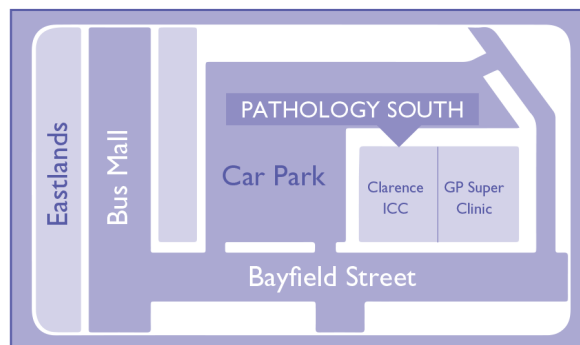 PATHOLOGY SOUTH
Eastlands
Bus Mall
Car Park
Clarence
ICC
GP Super
Clinic
Bayfield Street